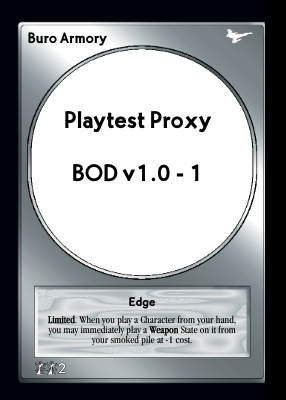 Buro Armory
Playtest Proxy
BOD v1.0 - 1
Edge
Limited. When you play a Character from your hand,
you may immediately play a Weapon State on it from
your smoked pile at -1 cost.
2